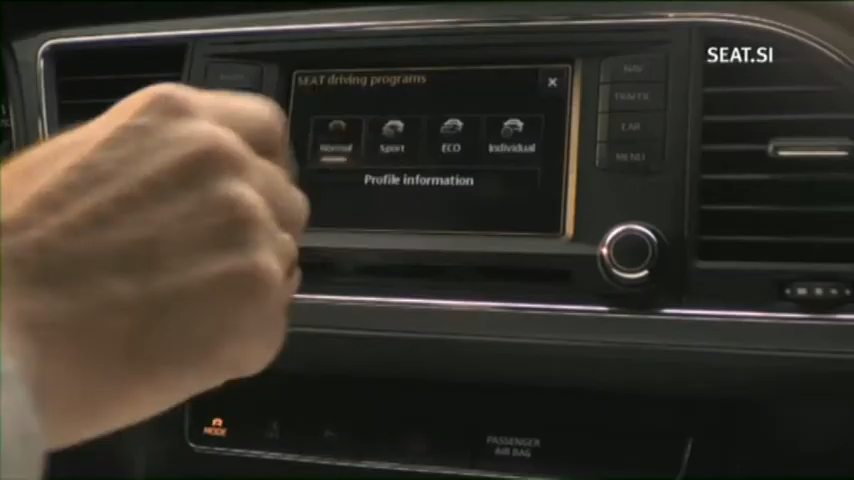 SEAT.SI
SEAT driving programs
Normal Sport ECO Individual
Profile information
NAV
TRAFFIC
CAR
MENU
MODE
PASSENGER
AIR BAG